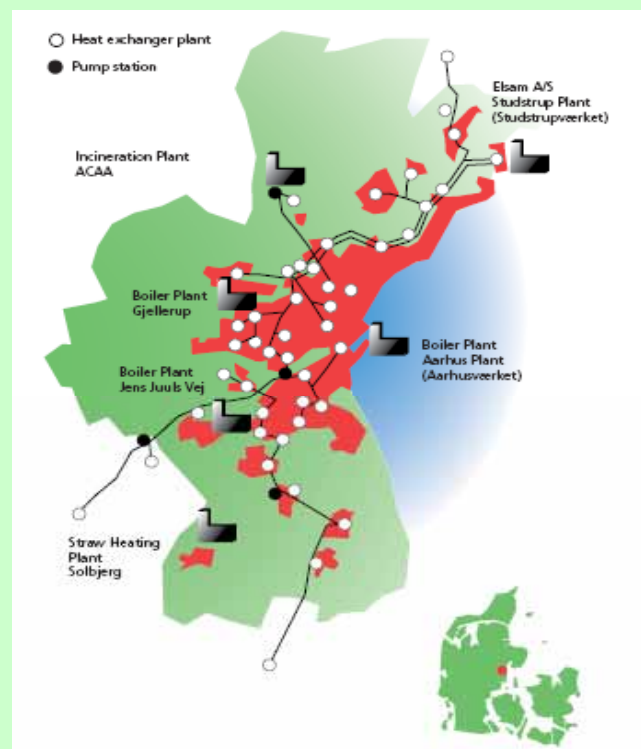 Heat exchanger plant
Pump station
Elsam A/S
Studstrup Plant
(Studstrupværket)
Incineration Plant
ACAA
Boiler Plant
Gjellerup
Boiler Plant
Aarhus Plant
(Aarhusværket)
Boiler Plant
Jens Juuls Vej
Straw Heating
Plant
Solbjerg